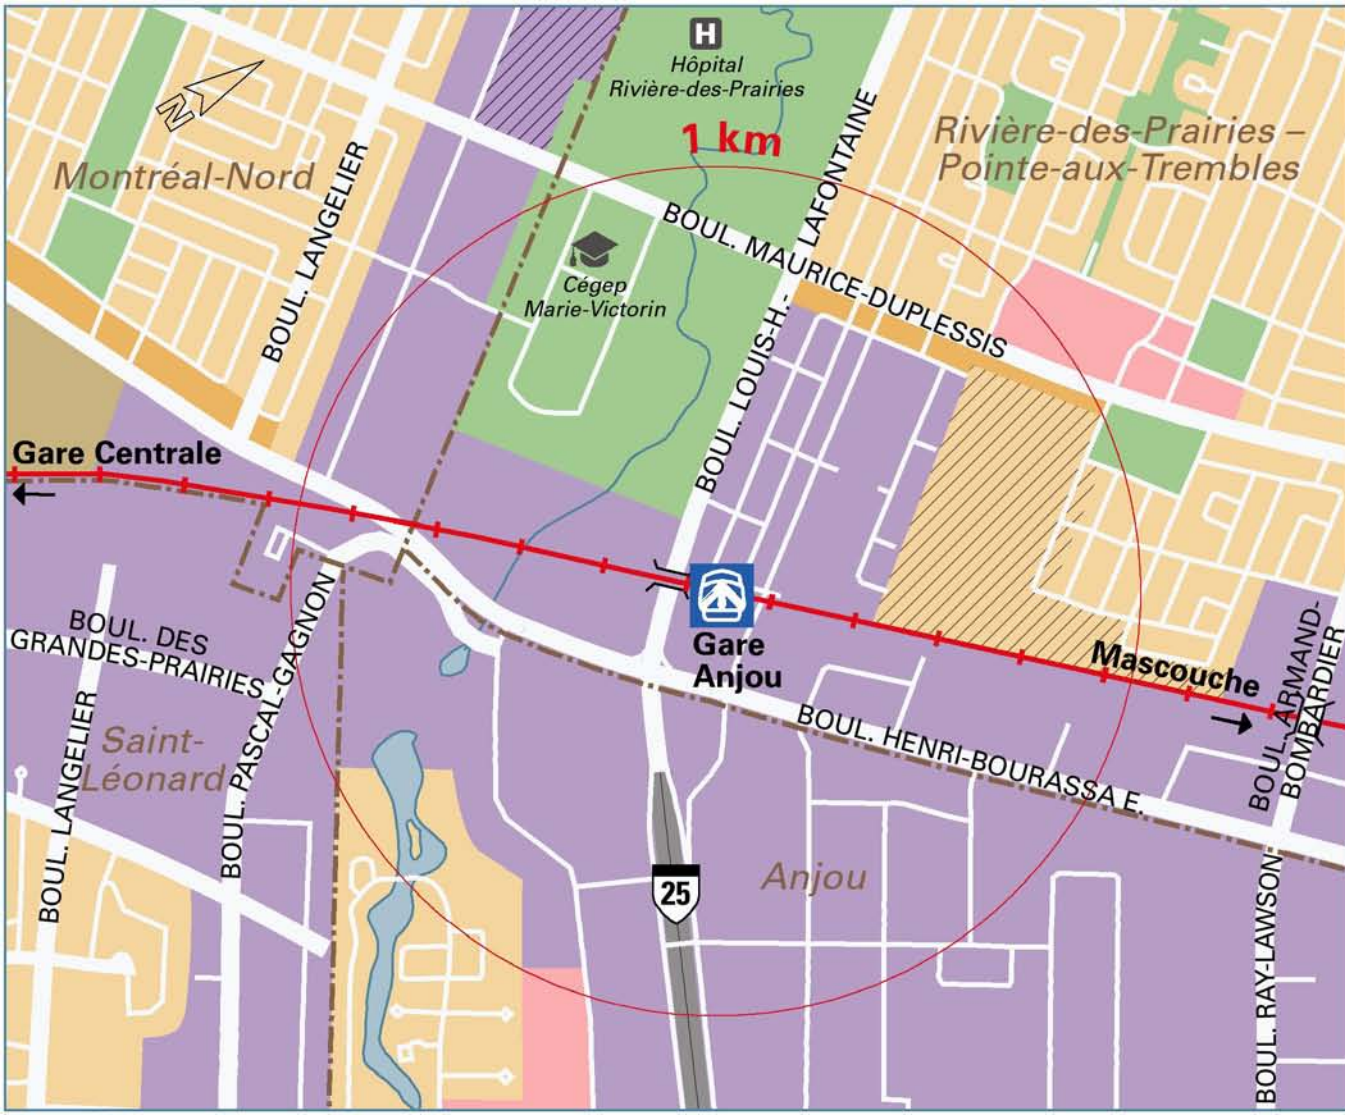 H
Hôpital
Rivière-des-Prairies
1 km
Rivière-des-Prairies –
Pointe-aux-Trembles
N
Montréal-Nord
BOUL. LANGELIER
LAFONTAINE
BOUL. LOUIS-H.-
BOUL. MAURICE-DUPLESSIS
Cégep
Marie-Victorin
Gare Centrale
Gare
Anjou
Mascouche
BOUL. DES
GRANDES-PRAIRIES
BOUL. PASCAL-GAGNON
BOUL. LANGELIER
Saint-
Léonard
BOUL. HENRI-BOURASSA E.
BOUL. ARMAND-
BOMBARDIER
Anjou
25
BOUL. RAY-LAWSON